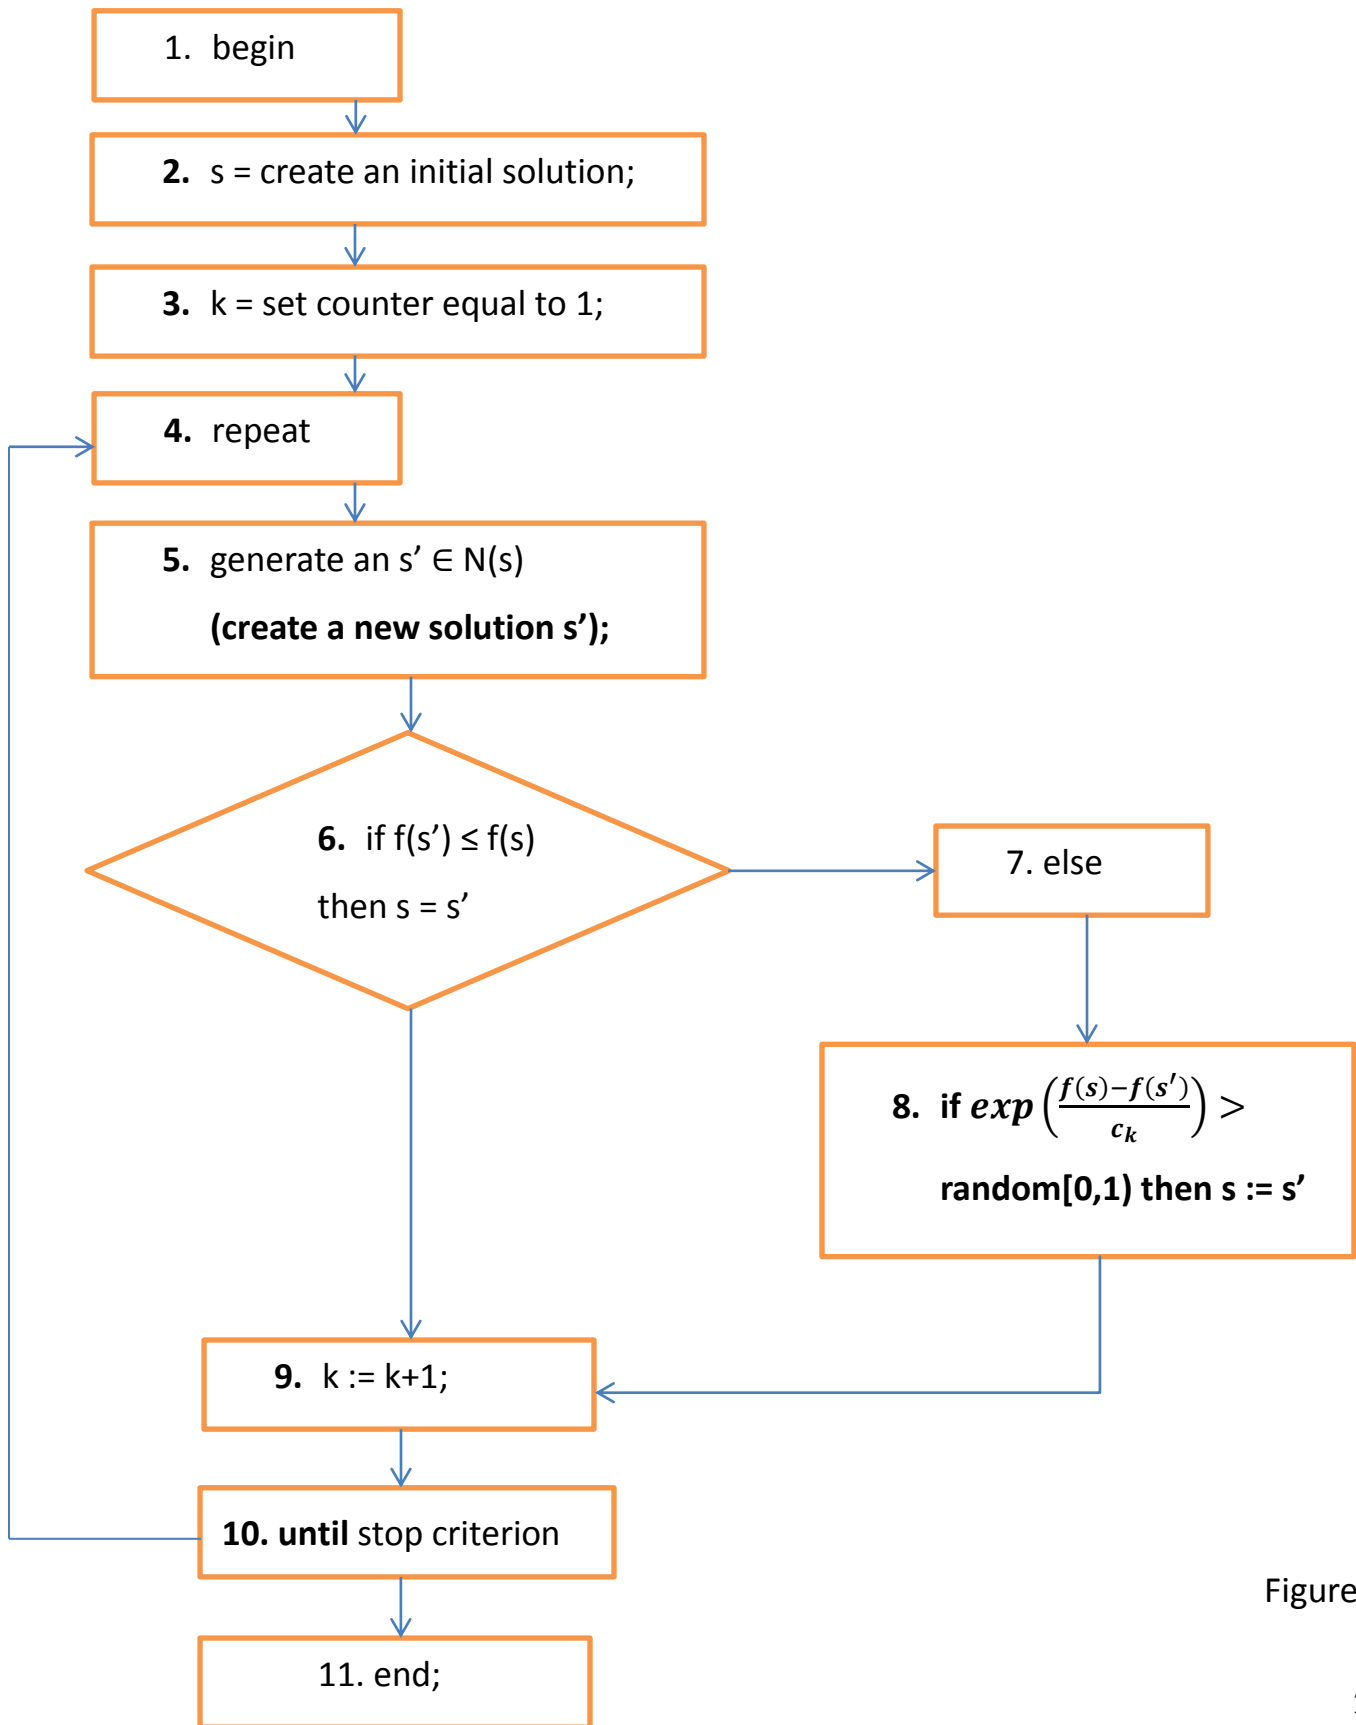 1. begin
2. s = create an initial solution;
3. k = set counter equal to 1;
4. repeat
5. generate an s’ ∈ N(s)
(create a new solution s’);
6. if f(s’) ≤ f(s)
then s = s’
7. else
8. if exp((f(s)−f(s′))/c_k) >
random[0,1) then s := s’
9. k := k+1;
10. until stop criterion
11. end;
Figure